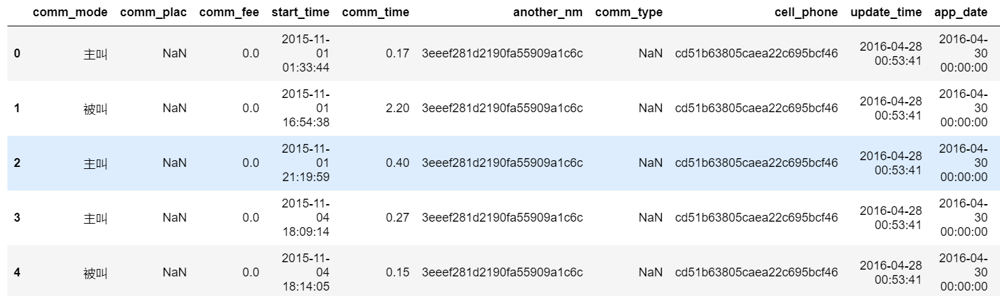 comm_mode comm_plac comm_fee start_time comm_time another_nm comm_type cell_phone update_time app_date
0 主叫 NaN 0.0 2015-11-01 01:33:44 0.17 3eeef281d2190fa55909a1c6c NaN cd51b63805caea22c695bcf46 2016-04-28 00:53:41 2016-04-30 00:00:00
1 被叫 NaN 0.0 2015-11-01 16:54:38 2.20 3eeef281d2190fa55909a1c6c NaN cd51b63805caea22c695bcf46 2016-04-28 00:53:41 2016-04-30 00:00:00
2 主叫 NaN 0.0 2015-11-01 21:19:59 0.40 3eeef281d2190fa55909a1c6c NaN cd51b63805caea22c695bcf46 2016-04-28 00:53:41 2016-04-30 00:00:00
3 主叫 NaN 0.0 2015-11-04 18:09:14 0.27 3eeef281d2190fa55909a1c6c NaN cd51b63805caea22c695bcf46 2016-04-28 00:53:41 2016-04-30 00:00:00
4 被叫 NaN 0.0 2015-11-04 18:14:05 0.15 3eeef281d2190fa55909a1c6c NaN cd51b63805caea22c695bcf46 2016-04-28 00:53:41 2016-04-30 00:00:00